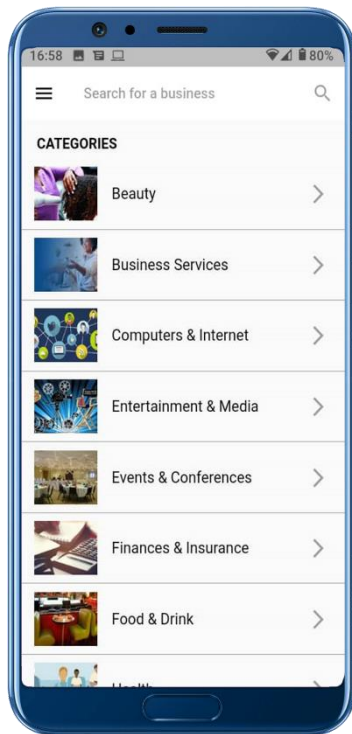 16:58 80%
Search for a business
CATEGORIES
Beauty
Business Services
Computers & Internet
Entertainment & Media
Events & Conferences
Finances & Insurance
Food & Drink
Health